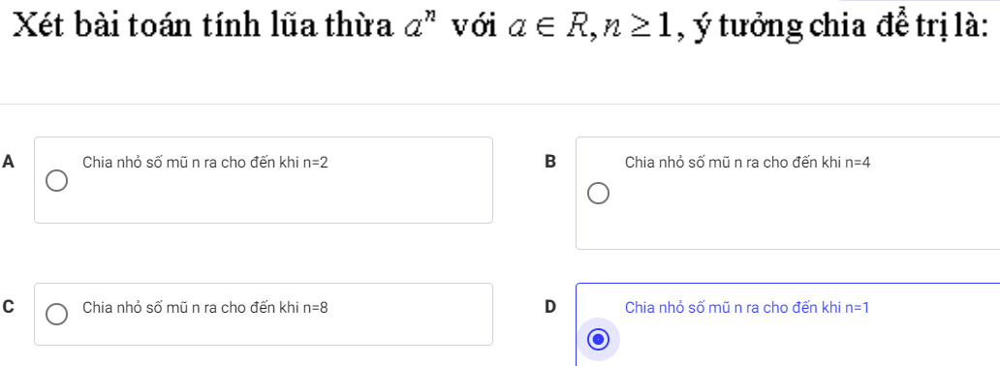 Xét bài toán tính lũa thừa aⁿ với a ∈ R, n ≥ 1, ý tưởng chia để trị là:
A Chia nhỏ số mũ n ra cho đến khi n=2
B Chia nhỏ số mũ n ra cho đến khi n=4
C Chia nhỏ số mũ n ra cho đến khi n=8
D Chia nhỏ số mũ n ra cho đến khi n=1